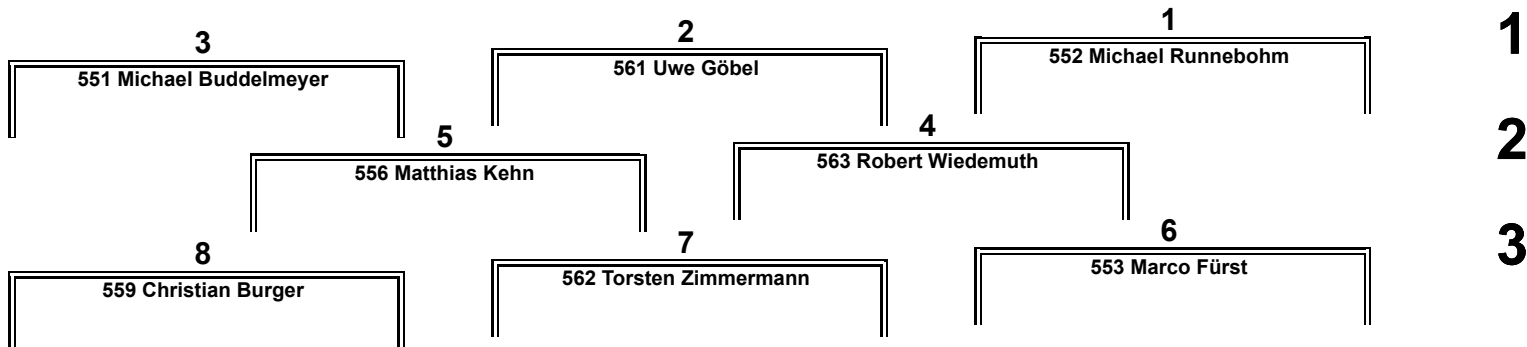 3 2 1 1
551 Michael Buddelmeyer 561 Uwe Göbel 552 Michael Runnebohm
5 4 2
556 Matthias Kehn 563 Robert Wiedemuth
8 7 6 3
559 Christian Burger 562 Torsten Zimmermann 553 Marco Fürst